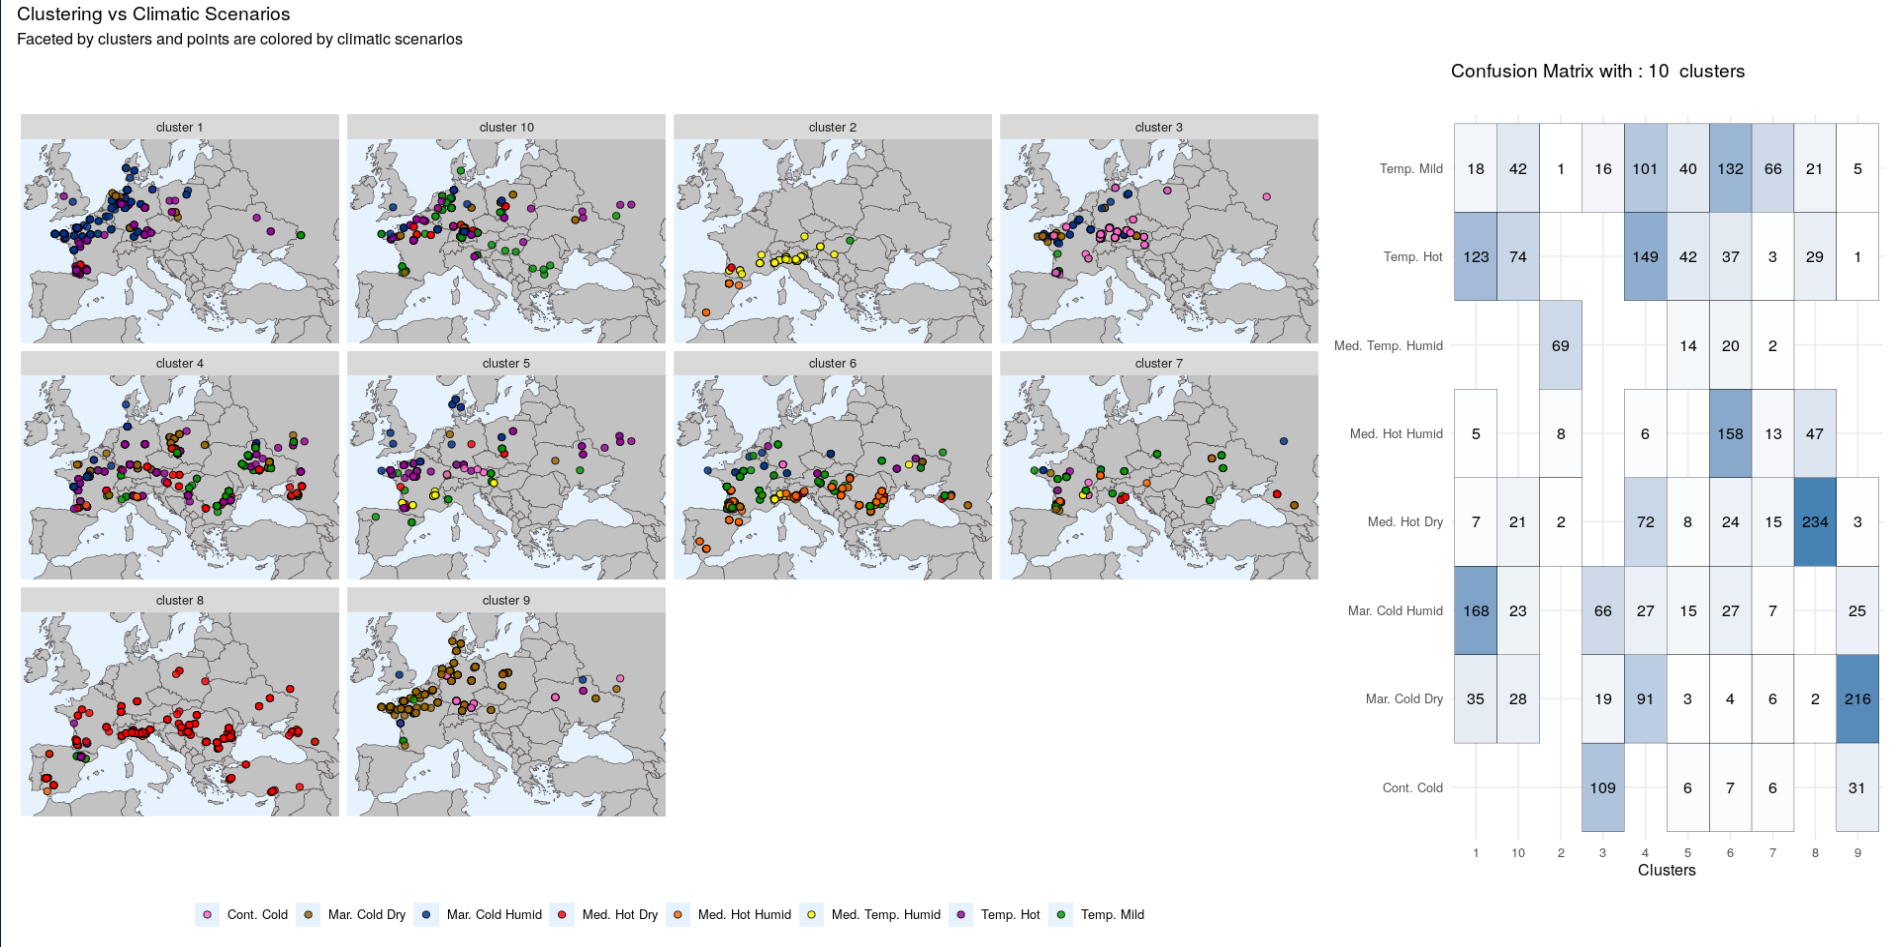 Clustering vs Climatic Scenarios
Faceted by clusters and points are colored by climatic scenarios
cluster 1
cluster 10
cluster 2
cluster 3
cluster 4
cluster 5
cluster 6
cluster 7
cluster 8
cluster 9
Cont. Cold
Mar. Cold Dry
Mar. Cold Humid
Med. Hot Dry
Med. Hot Humid
Med. Temp. Humid
Temp. Hot
Temp. Mild
Confusion Matrix with : 10 clusters
Temp. Mild 18 42 1 16 101 40 132 66 21 5
Temp. Hot 123 74 149 42 37 3 29 1
Med. Temp. Humid 69 14 20 2
Med. Hot Humid 5 8 6 158 13 47
Med. Hot Dry 7 21 2 72 8 24 15 234 3
Mar. Cold Humid 168 23 66 27 15 27 7 25
Mar. Cold Dry 35 28 19 91 3 4 6 2 216
Cont. Cold 109 6 7 6 31
1 10 2 3 4 5 6 7 8 9
Clusters